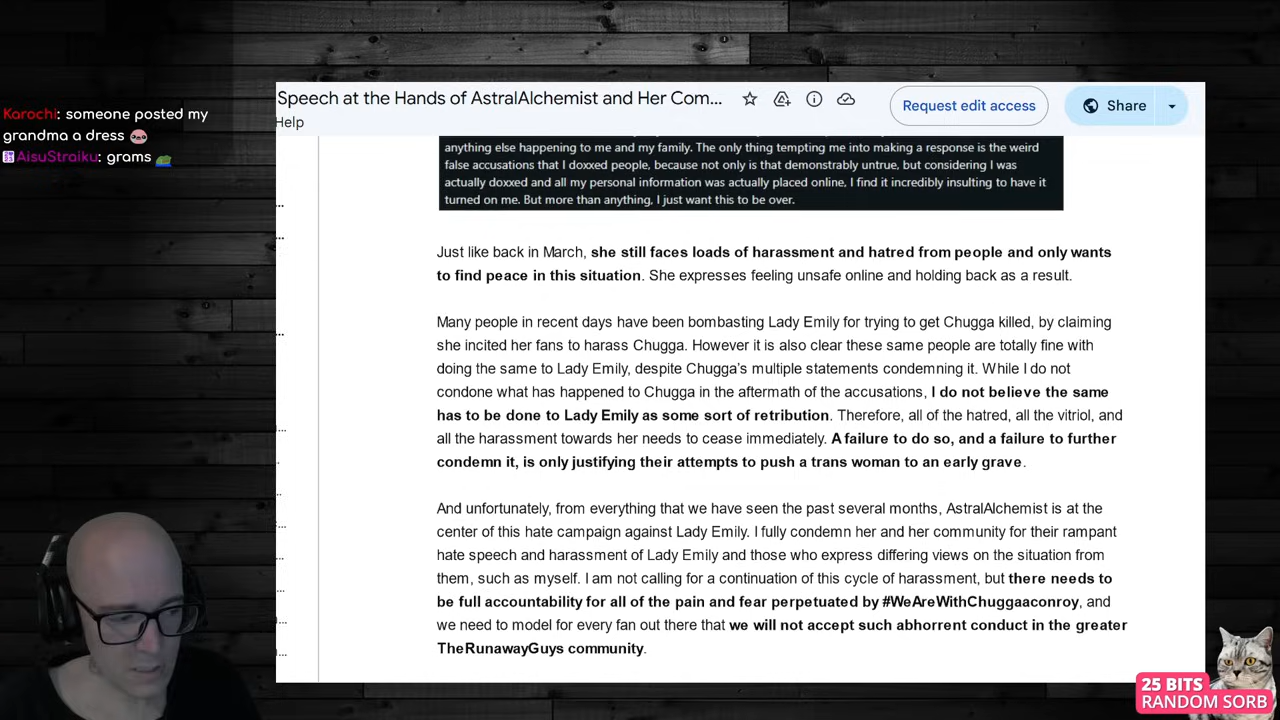 Karochi: someone posted my
grandma a dress
AisuStraiku: grams
Speech at the Hands of AstralAlchemist and Her Com...
Request edit access
Share
Help
anything else happening to me and my family. The only thing tempting me into making a response is the weird
false accusations that I doxxed people, because not only is that demonstrably untrue, but considering I was
actually doxxed and all my personal information was actually placed online, I find it incredibly insulting to have it
turned on me. But more than anything, I just want this to be over.
Just like back in March, she still faces loads of harassment and hatred from people and only wants
to find peace in this situation. She expresses feeling unsafe online and holding back as a result.
Many people in recent days have been bombasting Lady Emily for trying to get Chugga killed, by claiming
she incited her fans to harass Chugga. However it is also clear these same people are totally fine with
doing the same to Lady Emily, despite Chugga's multiple statements condemning it. While I do not
condone what has happened to Chugga in the aftermath of the accusations, I do not believe the same
has to be done to Lady Emily as some sort of retribution. Therefore, all of the hatred, all the vitriol, and
all the harassment towards her needs to cease immediately. A failure to do so, and a failure to further
condemn it, is only justifying their attempts to push a trans woman to an early grave.
And unfortunately, from everything that we have seen the past several months, AstralAlchemist is at the
center of this hate campaign against Lady Emily. I fully condemn her and her community for their rampant
hate speech and harassment of Lady Emily and those who express differing views on the situation from
them, such as myself. I am not calling for a continuation of this cycle of harassment, but there needs to
be full accountability for all of the pain and fear perpetuated by #WeAreWithChuggaaconroy, and
we need to model for every fan out there that we will not accept such abhorrent conduct in the greater
TheRunawayGuys community.
25 BITS
RANDOM SORB